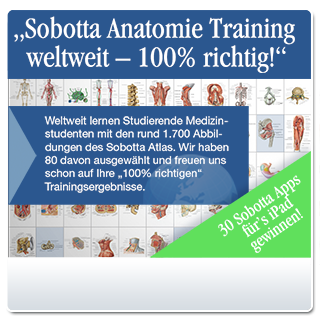 „Sobotta Anatomie Training
weltweit – 100% richtig!“
Weltweit lernen Studierende Medizin-
studenten mit den rund 1.700 Abbil-
dungen des Sobotta Atlas. Wir haben
80 davon ausgewählt und freuen uns
schon auf Ihre „100% richtigen“
Trainingsergebnisse.
30 Sobotta Apps
für’s iPad
gewinnen!